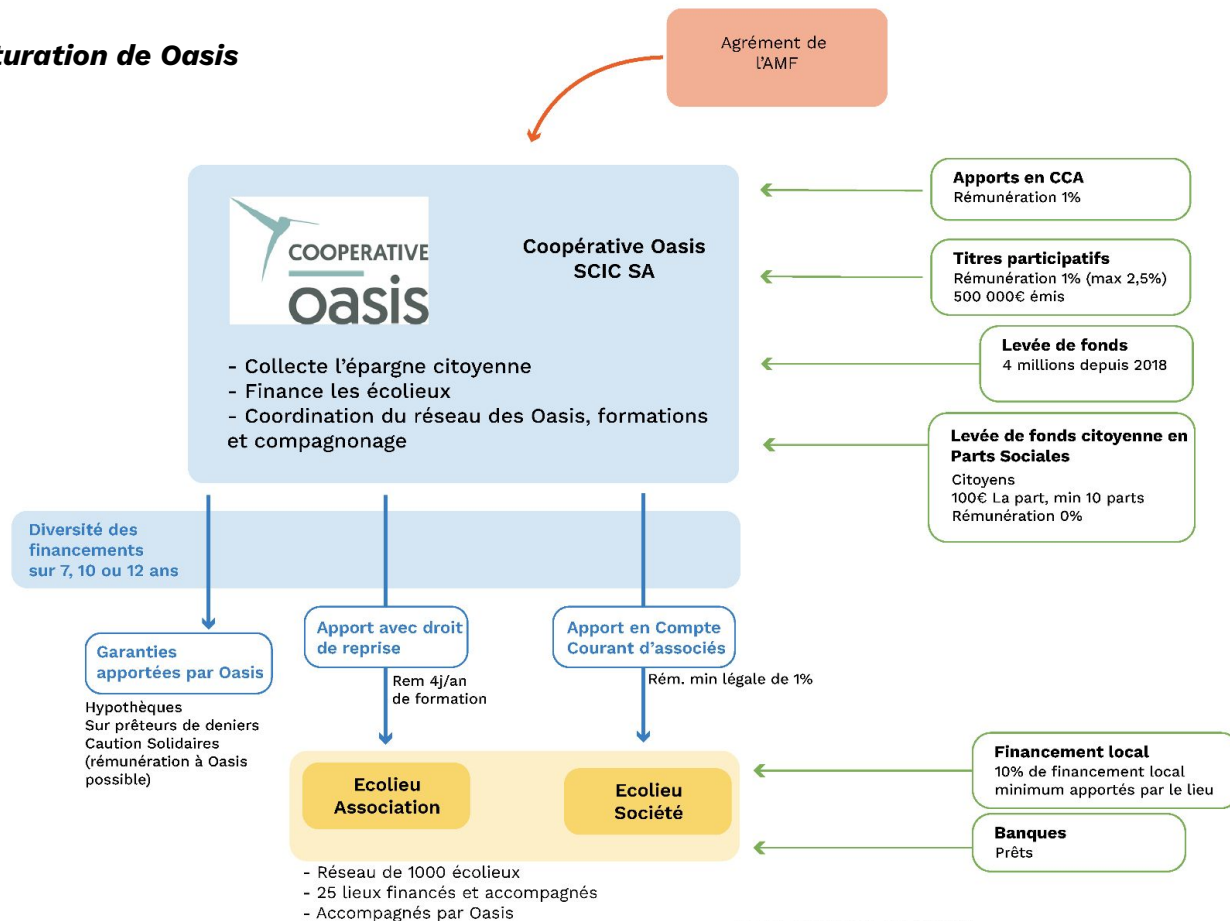 turation de Oasis
Agrément de
l'AMF
COOPERATIVE
oasis
Coopérative Oasis
SCIC SA
- Collecte l'épargne citoyenne
- Finance les écolieux
- Coordination du réseau des Oasis, formations
et compagnonage
Apports en CCA
Rémunération 1%
Titres participatifs
Rémunération 1% (max 2,5%)
500 000€ émis
Levée de fonds
4 millions depuis 2018
Levée de fonds citoyenne en
Parts Sociales
Citoyens
100€ La part, min 10 parts
Rémunération 0%
Diversité des
financements
sur 7, 10 ou 12 ans
Garanties
apportées par Oasis
Hypothèques
Sur prêteurs de deniers
Caution Solidaires
(rémunération à Oasis
possible)
Apport avec droit
de reprise
Rem 4j/an
de formation
Apport en Compte
Courant d'associés
Rém. min légale de 1%
Ecolieu
Association
Ecolieu
Société
- Réseau de 1000 écolieux
- 25 lieux financés et accompagnés
- Accompagnés par Oasis
Financement local
10% de financement local
minimum apportés par le lieu
Banques
Prêts